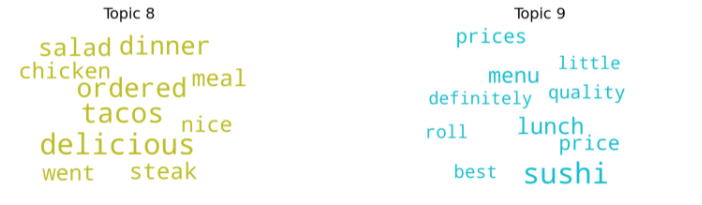 Topic 8
salad dinner
chicken
ordered meal
tacos
nice
delicious
went steak
Topic 9
prices
little
menu
definitely quality
roll lunch
price
best sushi